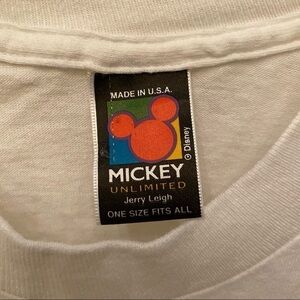 MADE IN U.S.A.
© Disney
MICKEY
UNLIMITED
Jerry Leigh
ONE SIZE FITS ALL